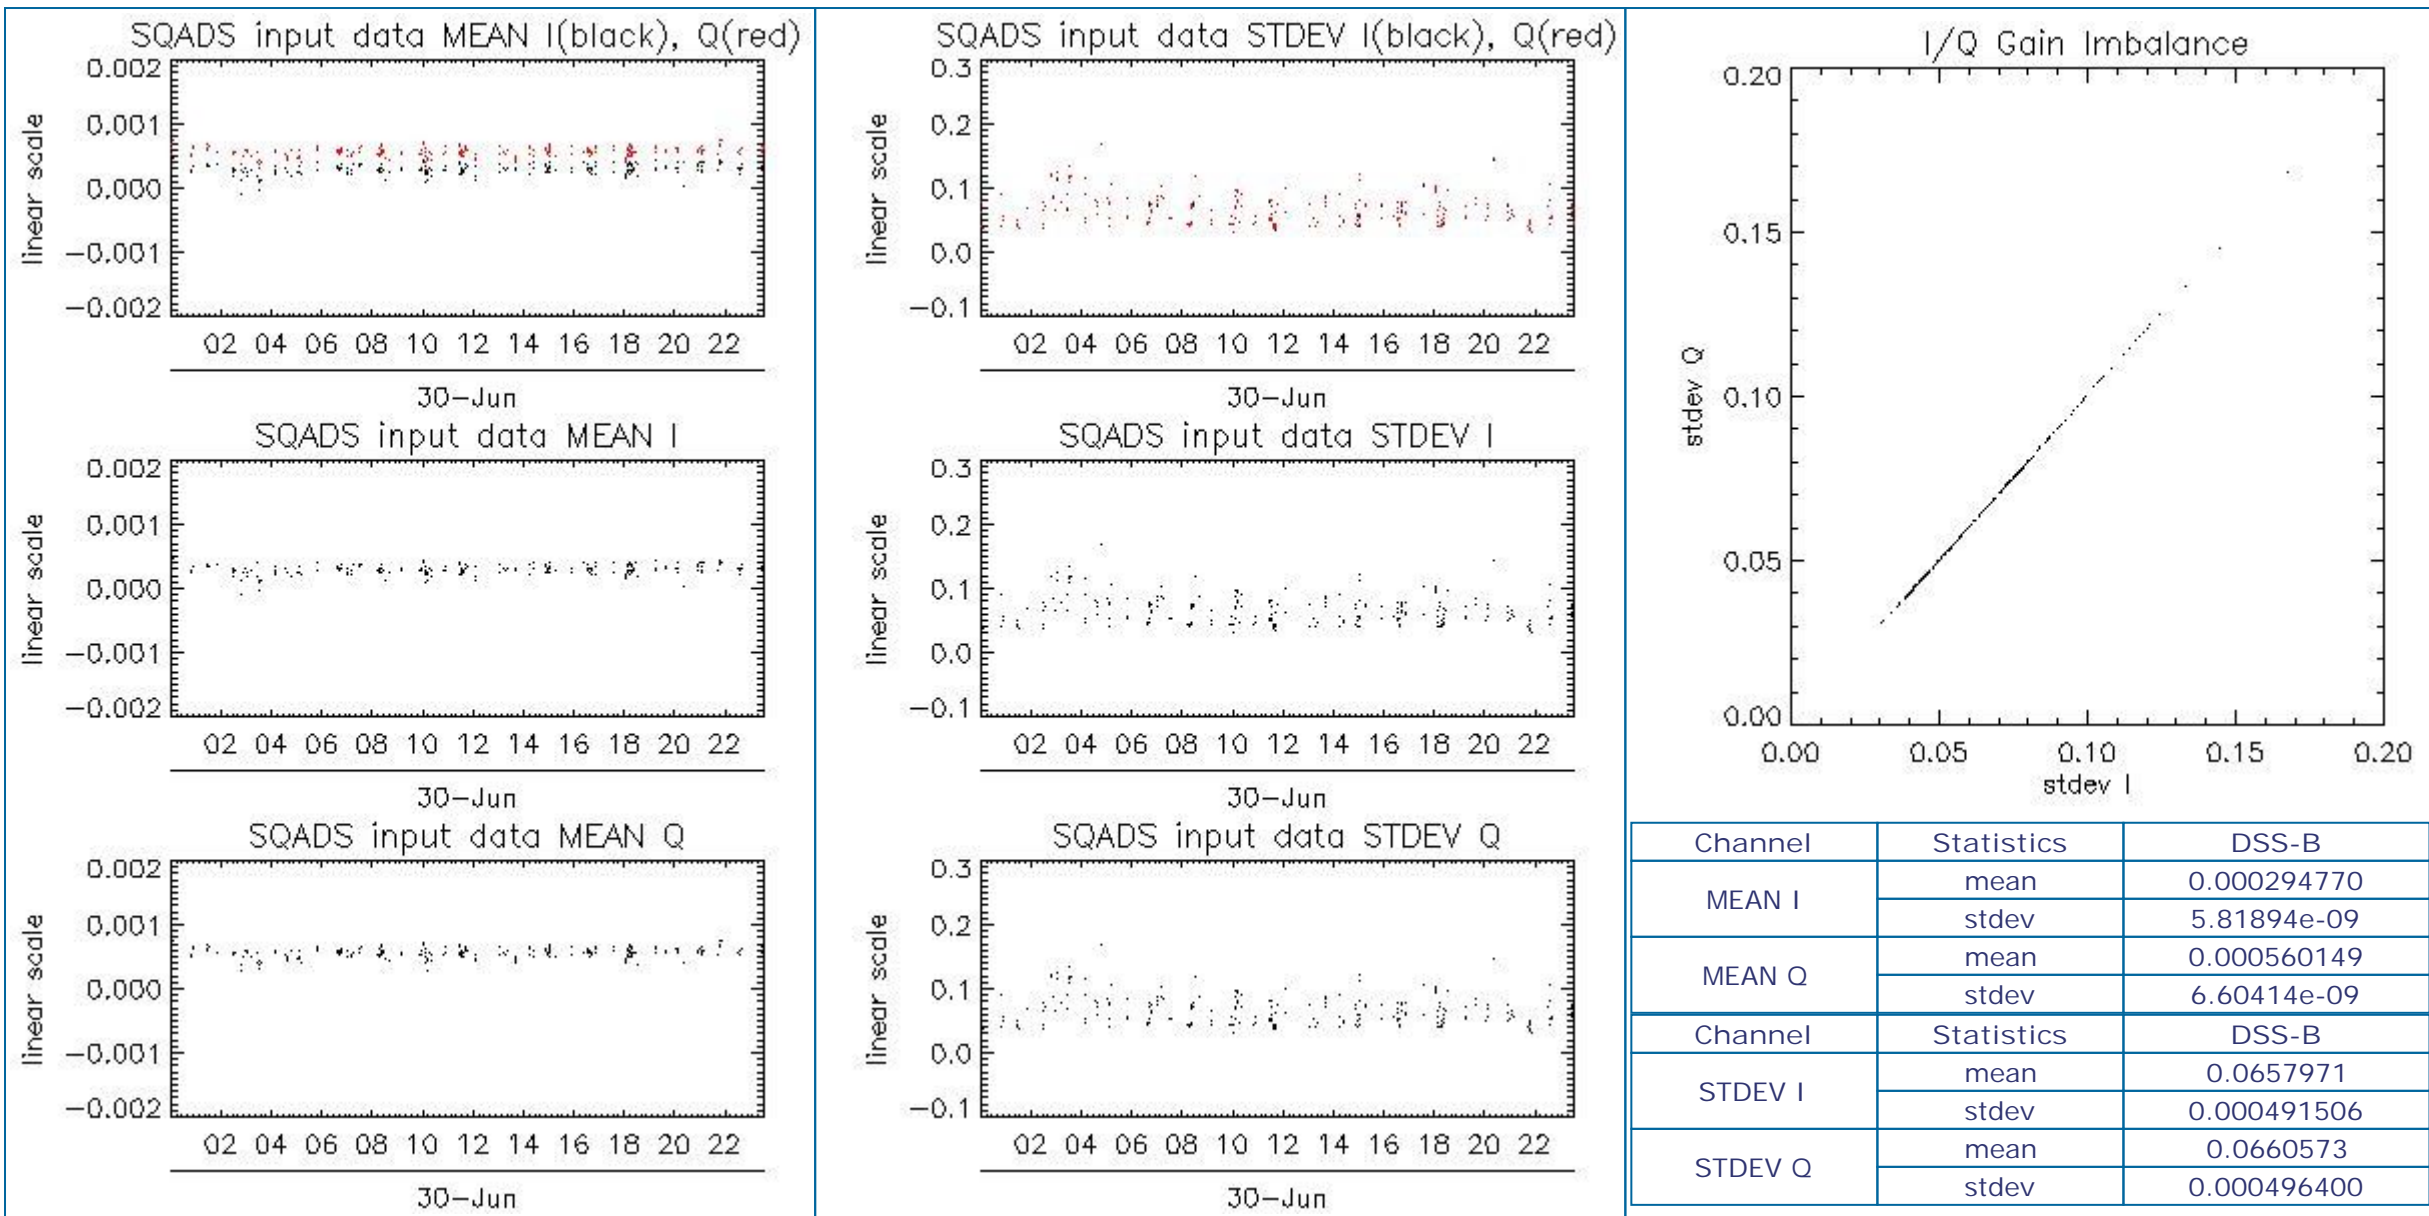 SQADS input data MEAN I(black), Q(red)
0.002
0.001
0.000
-0.001
-0.002
linear scale
02 04 06 08 10 12 14 16 18 20 22
30-Jun
SQADS input data MEAN I
0.002
0.001
0.000
-0.001
-0.002
linear scale
02 04 06 08 10 12 14 16 18 20 22
30-Jun
SQADS input data MEAN Q
0.002
0.001
0.000
-0.001
-0.002
linear scale
02 04 06 08 10 12 14 16 18 20 22
30-Jun
SQADS input data STDEV I(black), Q(red)
0.3
0.2
0.1
0.0
-0.1
linear scale
02 04 06 08 10 12 14 16 18 20 22
30-Jun
SQADS input data STDEV I
0.3
0.2
0.1
0.0
-0.1
linear scale
02 04 06 08 10 12 14 16 18 20 22
30-Jun
SQADS input data STDEV Q
0.3
0.2
0.1
0.0
-0.1
linear scale
02 04 06 08 10 12 14 16 18 20 22
30-Jun
I/Q Gain Imbalance
0.20
0.15
0.10
0.05
0.00
stdev Q
0.00 0.05 0.10 0.15 0.20
stdev I
Channel Statistics DSS-B
MEAN I mean 0.000294770
stdev 5.81894e-09
MEAN Q mean 0.000560149
stdev 6.60414e-09
Channel Statistics DSS-B
STDEV I mean 0.0657971
stdev 0.000491506
STDEV Q mean 0.0660573
stdev 0.000496400